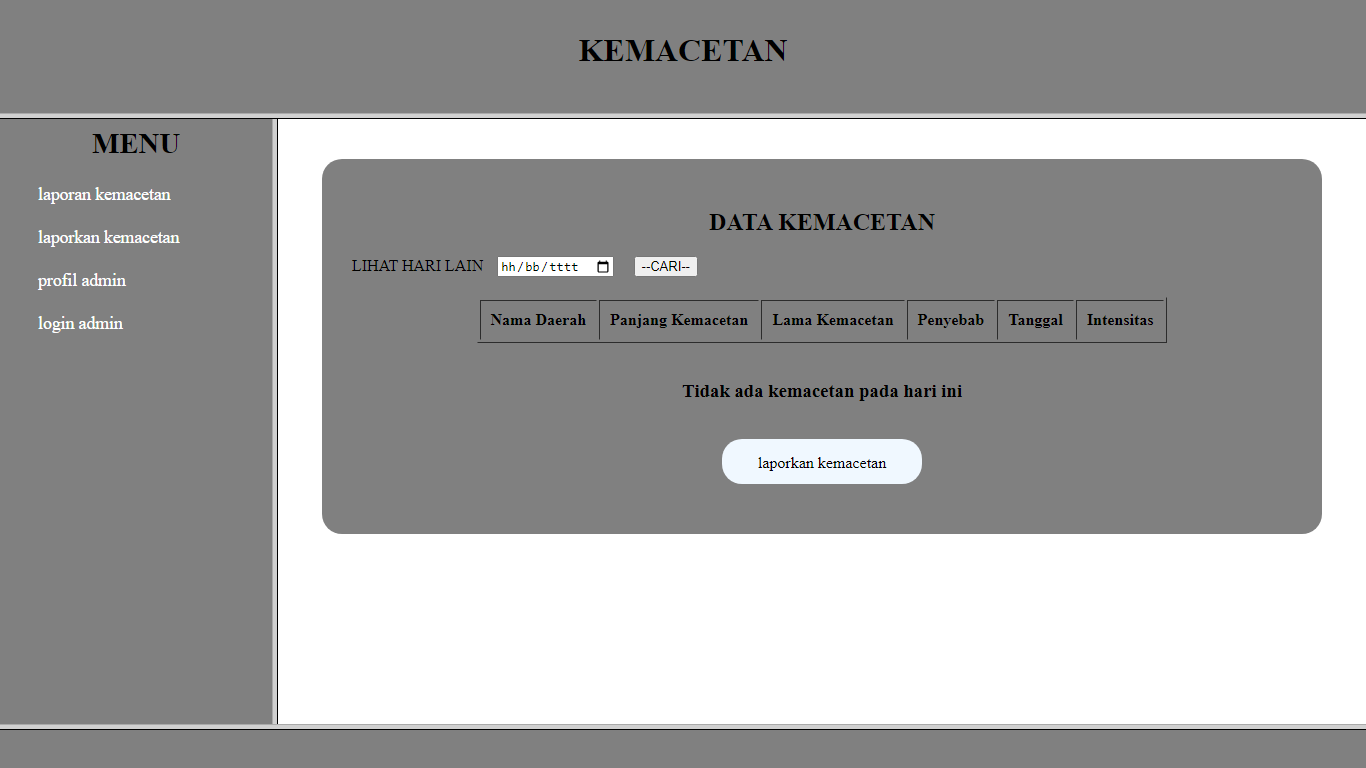 KEMACETAN
MENU
laporan kemacetan
laporkan kemacetan
profil admin
login admin
DATA KEMACETAN
LIHAT HARI LAIN hh/bb/tttt --CARI--
Nama Daerah Panjang Kemacetan Lama Kemacetan Penyebab Tanggal Intensitas
Tidak ada kemacetan pada hari ini
laporkan kemacetan